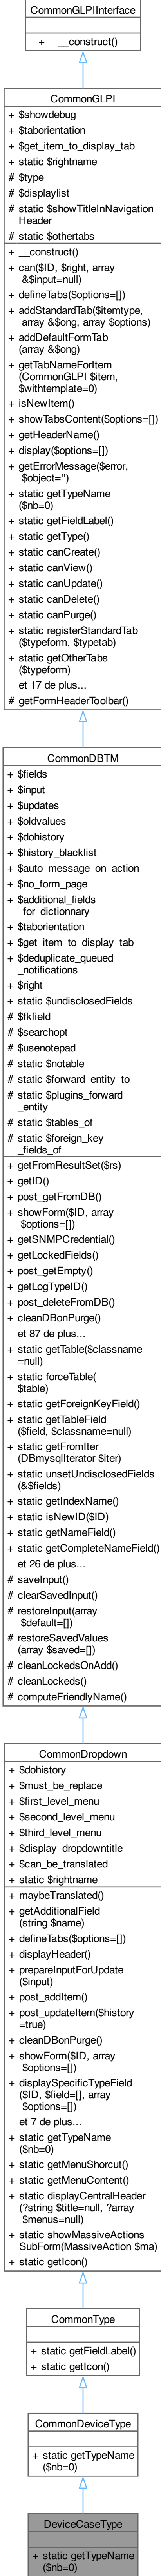 CommonGLPIInterface
+ __construct()
CommonGLPI
+ $showdebug
+ $taborientation
+ $get_item_to_display_tab
+ static $rightname
# $type
# $displaylist
# static $showTitleInNavigation
Header
# static $othertabs
+ __construct()
+ can($ID, $right, array
&$input=null)
+ defineTabs($options=[])
+ addStandardTab($itemtype,
array &$ong, array $options)
+ addDefaultFormTab
(array &$ong)
+ getTabNameForItem
(CommonGLPI $item,
$withtemplate=0)
+ isNewItem()
+ showTabsContent($options=[])
+ getHeaderName()
+ display($options=[])
+ getErrorMessage($error,
$object='')
+ static getTypeName
($nb=0)
+ static getFieldLabel()
+ static getType()
+ static canCreate()
+ static canView()
+ static canUpdate()
+ static canDelete()
+ static canPurge()
+ static registerStandardTab
($typeform, $typetab)
+ static getOtherTabs
($typeform)
et 17 de plus...
# getFormHeaderToolbar()
CommonDBTM
+ $fields
+ $input
+ $updates
+ $oldvalues
+ $dohistory
+ $history_blacklist
+ $auto_message_on_action
+ $no_form_page
+ $additional_fields
_for_dictionnary
+ $taborientation
+ $get_item_to_display_tab
+ $deduplicate_queued
_notifications
+ $right
+ static $undisclosedFields
# $fkfield
# $searchopt
# $usenotepad
# static $notable
# static $forward_entity_to
# static $plugins_forward
_entity
# static $tables_of
# static $foreign_key
_fields_of
+ getFromResultSet($rs)
+ getID()
+ post_getFromDB()
+ showForm($ID, array
$options=[])
+ getSNMPCredential()
+ getLockedFields()
+ post_getEmpty()
+ getLogTypeID()
+ post_deleteFromDB()
+ cleanDBonPurge()
et 87 de plus...
+ static getTable($classname
=null)
+ static forceTable(
$table)
+ static getForeignKeyField()
+ static getTableField
($field, $classname=null)
+ static getFromIter
(DBmysqlIterator $iter)
+ static unsetUndisclosedFields
(&$fields)
+ static getIndexName()
+ static isNewID($ID)
+ static getNameField()
+ static getCompleteNameField()
et 26 de plus...
# saveInput()
# clearSavedInput()
# restoreInput(array
$default=[])
# restoreSavedValues
(array $saved=[])
# cleanLockedsOnAdd()
# cleanLockeds()
# computeFriendlyName()
CommonDropdown
+ $dohistory
+ $must_be_replace
+ $first_level_menu
+ $second_level_menu
+ $third_level_menu
+ $display_dropdowntitle
+ $can_be_translated
+ static $rightname
+ maybeTranslated()
+ getAdditionalField
(string $name)
+ defineTabs($options=[])
+ displayHeader()
+ prepareInputForUpdate
($input)
+ post_addItem()
+ post_updateItem($history
=true)
+ cleanDBonPurge()
+ showForm($ID, array
$options=[])
+ displaySpecificTypeField
($ID, $field=[], array
$options=[])
et 7 de plus...
+ static getTypeName
($nb=0)
+ static getMenuShorcut()
+ static getMenuContent()
+ static displayCentralHeader
(?string $title=null, ?array
$menus=null)
+ static showMassiveActions
SubForm(MassiveAction $ma)
+ static getIcon()
CommonType
+ static getFieldLabel()
+ static getIcon()
CommonDeviceType
+ static getTypeName
($nb=0)
DeviceCaseType
+ static getTypeName
($nb=0)